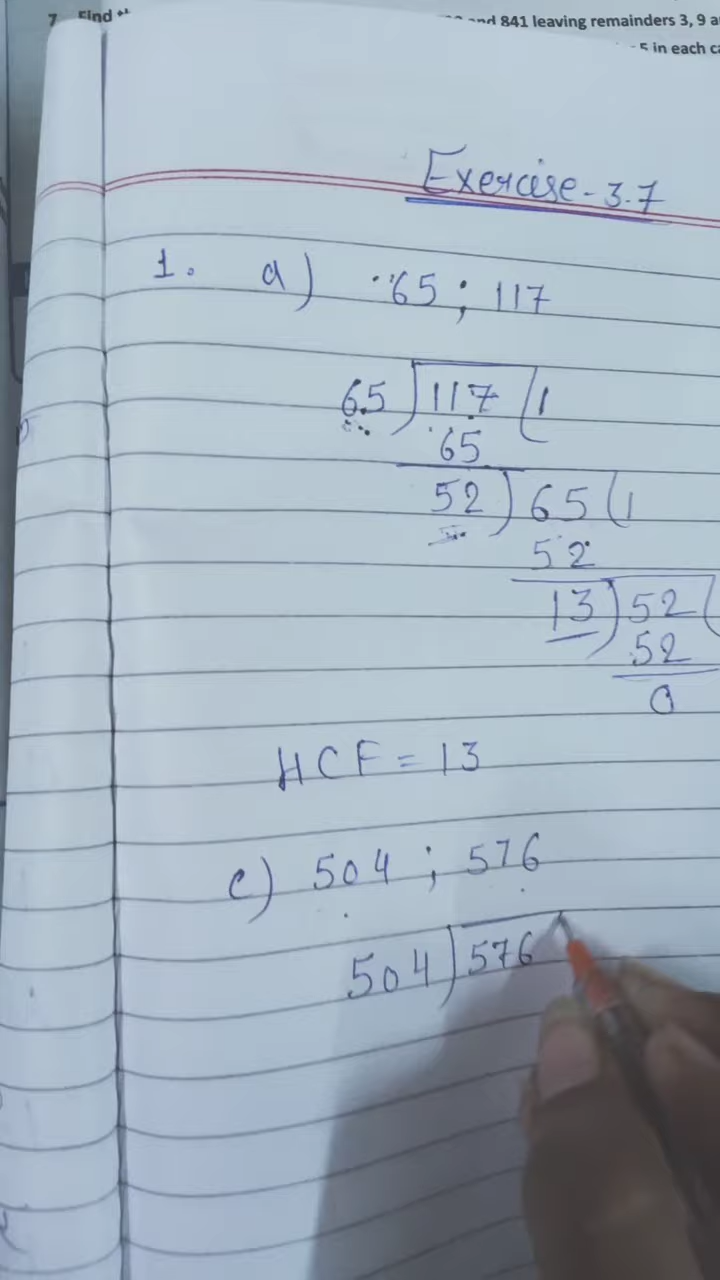 7 Find
and 841 leaving remainders 3, 9
5 in each
Exercise-3.7
1. a) 65 ; 117
65 ) 117 ( 1
65
52 ) 65 ( 1
52
13 ) 52 (
52
0
HCF = 13
c) 504 ; 576
504 ) 576